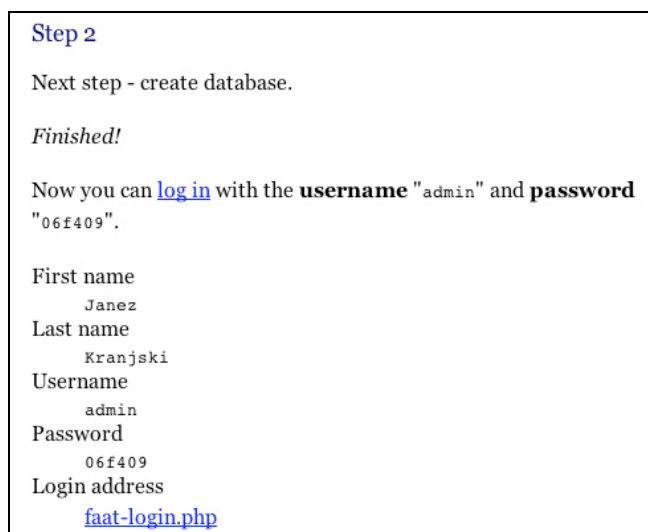 Step 2
Next step - create database.
Finished!
Now you can log in with the username "admin" and password
"06f409".
First name
Janez
Last name
Kranjski
Username
admin
Password
06f409
Login address
faat-login.php